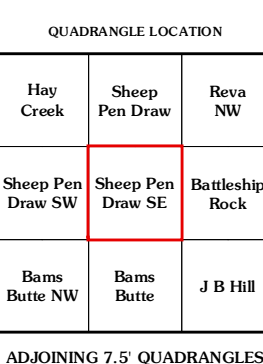 QUADRANGLE LOCATION
Hay
Creek
Sheep
Pen Draw
Reva
NW
Sheep Pen
Draw SW
Sheep Pen
Draw SE
Battleship
Rock
Bams
Butte NW
Bams
Butte
J B Hill
ADJOINING 7.5' QUADRANGLES